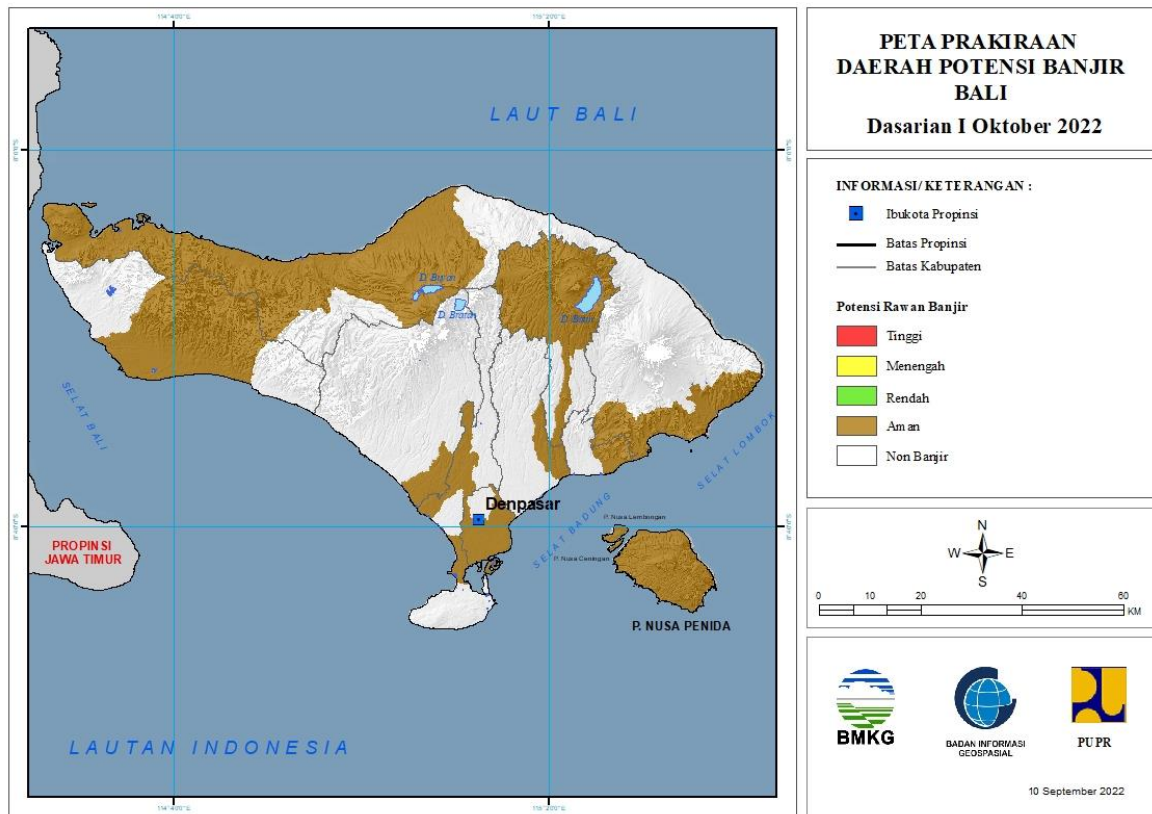 PETA PRAKIRAAN
DAERAH POTENSI BANJIR
BALI
Dasarian I Oktober 2022
INFORMASI/ KETERANGAN :
Ibukota Propinsi
Batas Propinsi
Batas Kabupaten
Potensi Rawan Banjir
Tinggi
Menengah
Rendah
Aman
Non Banjir
N
W E
S
0 10 20 40 60
KM
BMKG
BADAN INFORMASI
GEOSPASIAL
PUPR
10 September 2022
LAUT BALI
D. Bratan
D. Batur
SELAT BALI
SELAT LOMBOK
Denpasar
SELAT BADUNG
P. Nusa Lembongan
P. Nusa Ceningan
PROPINSI
JAWA TIMUR
P. NUSA PENIDA
LAUTAN INDONESIA